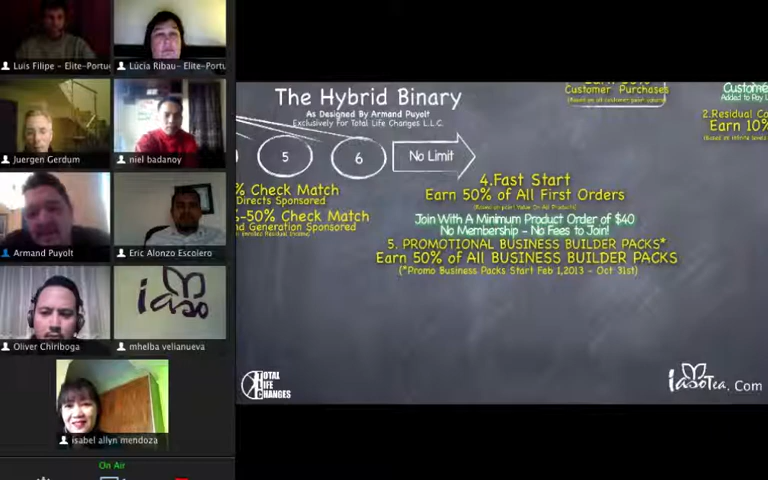 Luis Filipe - Elite-Portu
Lúcia Ribau-Elite-Portu
Juergen Gerdum
niel badanoy
Armand Puyolt
Eric Alonzo Escolero
Oliver Chiriboga
iaso
mhelba velianueva
isabel allyn mendoza
On Air
The Hybrid Binary
As Designed By Armand Puyolt
Exclusively For Total Life Changes L.L.C.
5
6
No Limit
% Check Match
Directs Sponsored
%-50% Check Match
nd Generation Sponsored
Customer Purchases
Custome
Added to Pay
2.Residual Co
Earn 10%
4.Fast Start
Earn 50% of All First Orders
Join With A Minimum Product Order of $40
No Membership - No Fees to Join!
5. PROMOTIONAL BUSINESS BUILDER PACKS*
Earn 50% of All BUSINESS BUILDER PACKS
(*Promo Business Packs Start Feb 1,2013 - Oct 31st)
TOTAL
LIFE
CHANGES
iasoTea. Com